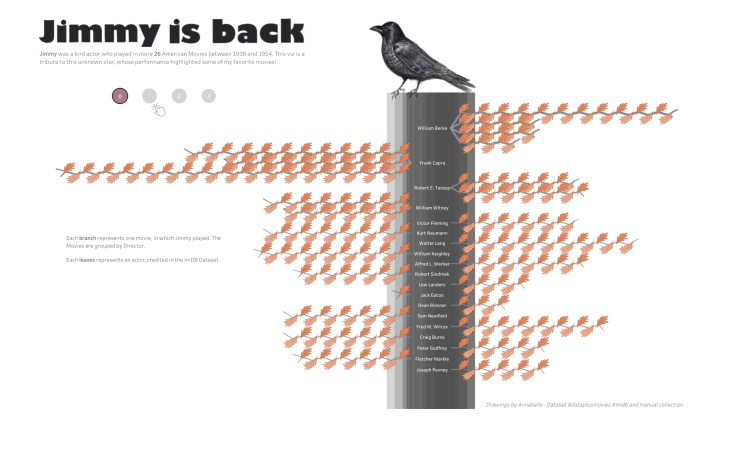 Jimmy is back
Jimmy was a bird actor who played in more 26 American Movies between 1938 and 1954. This viz is a
tribute to this unknown star, whose performance highlighted some of my favorite movies!
0 1 2 3
William Berke
Frank Capra
Robert E. Tansey
William Witney
Victor Fleming
Kurt Neumann
Walter Lang
William Keighley
Alfred L. Werker
Robert Siodmak
Lew Landers
Jack Eaton
Dean Riesner
Sam Newfield
Fred M. Wilcox
Craig Burns
Peter Godfrey
Fletcher Markle
Joseph Pevney
Each branch represents one movie, in which Jimmy played. The
Movies are grouped by Director.
Each leaves represents an actor, credited in the ImDB Dataset.
Drawings by Annabelle - Dataset #dataplusmovies #Imdb and manual collection